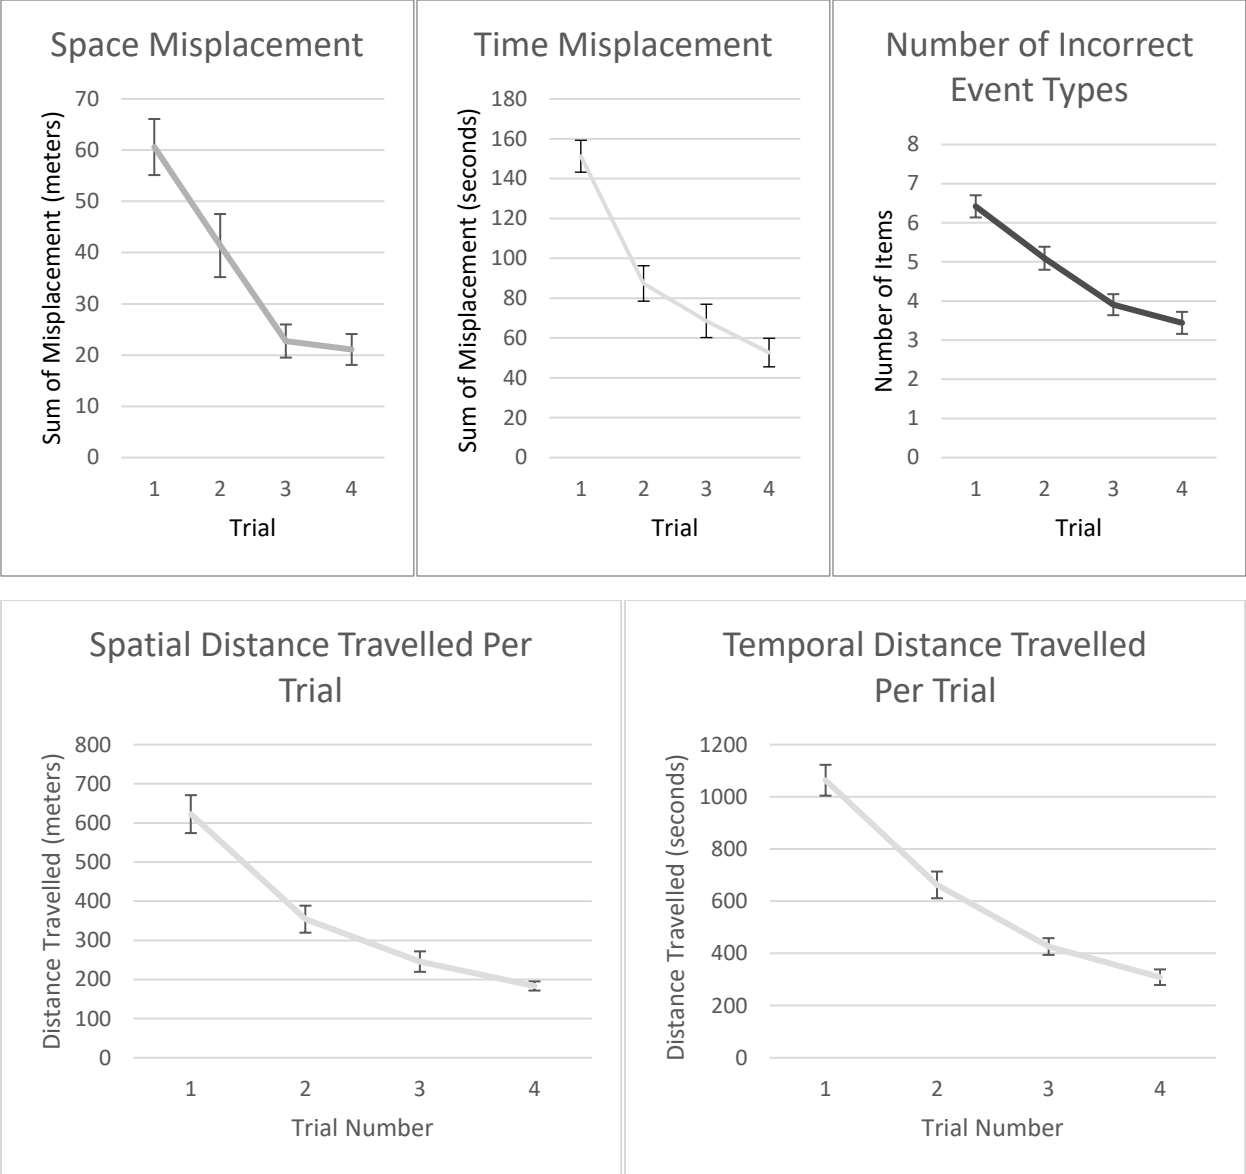 Space Misplacement
Sum of Misplacement (meters)
70
60
50
40
30
20
10
0
1 2 3 4
Trial
Time Misplacement
Sum of Misplacement (seconds)
180
160
140
120
100
80
60
40
20
0
1 2 3 4
Trial
Number of Incorrect
Event Types
Number of Items
8
7
6
5
4
3
2
1
0
1 2 3 4
Trial
Spatial Distance Travelled Per
Trial
Distance Travelled (meters)
800
700
600
500
400
300
200
100
0
1 2 3 4
Trial Number
Temporal Distance Travelled
Per Trial
Distance Travelled (seconds)
1200
1000
800
600
400
200
0
1 2 3 4
Trial Number